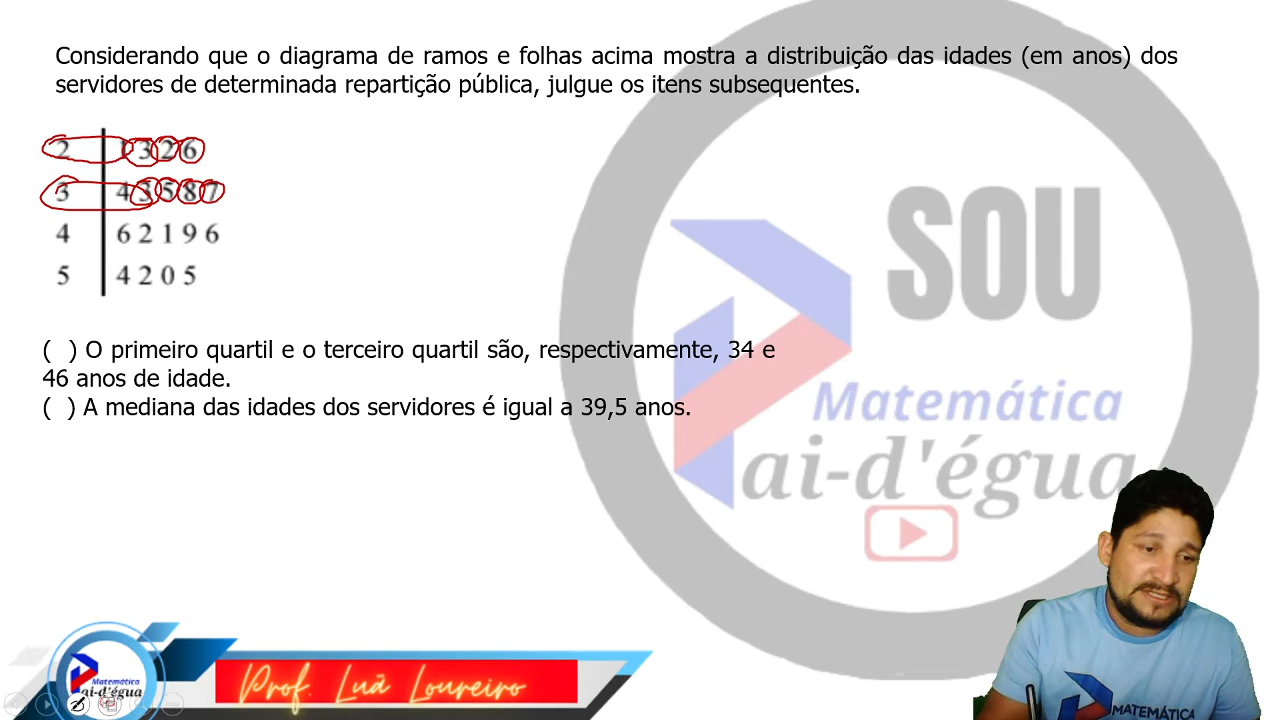 Considerando que o diagrama de ramos e folhas acima mostra a distribuição das idades (em anos) dos
servidores de determinada repartição pública, julgue os itens subsequentes.
2 1 3 2 6
3 4 3 5 8 7
4 6 2 1 9 6
5 4 2 0 5
( ) O primeiro quartil e o terceiro quartil são, respectivamente, 34 e
46 anos de idade.
( ) A mediana das idades dos servidores é igual a 39,5 anos.
SOU
Matemática
ai-d'égua
Matemática
ai-d'égua
Prof. Luã Loureiro
MATEMÁTICA